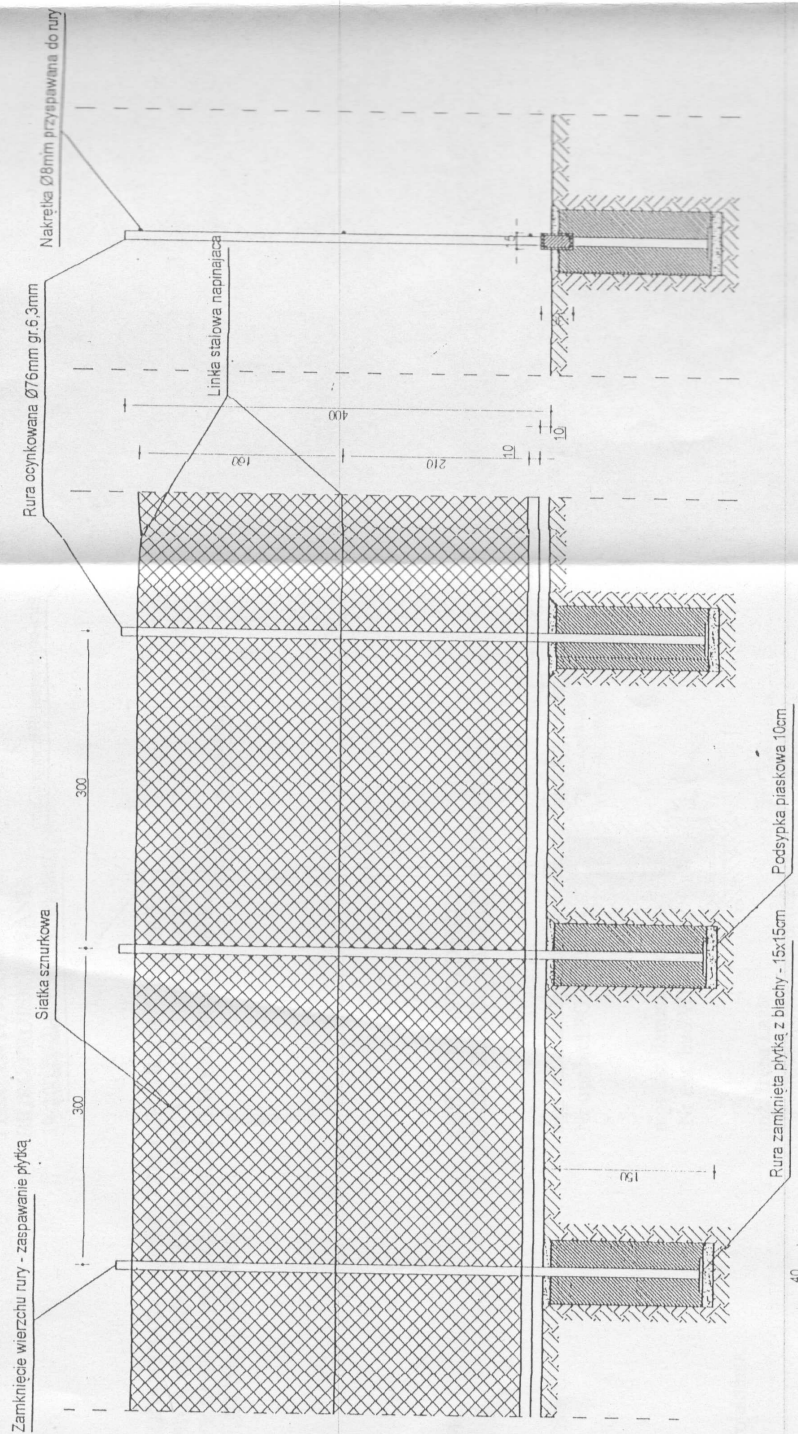 Zamknięcie wierzchu rury - zaspawanie płytką
Siatka sznurkowa
Rura ocynkowana Ø76mm gr.6,3mm
Nakrętka Ø8mm przyspawana do rury
Linka stalowa napinajaca
300
300
160
210
10
400
10
15
150
Rura zamknięta płytką z blachy - 15x15cm
Podsypka piaskowa 10cm
40